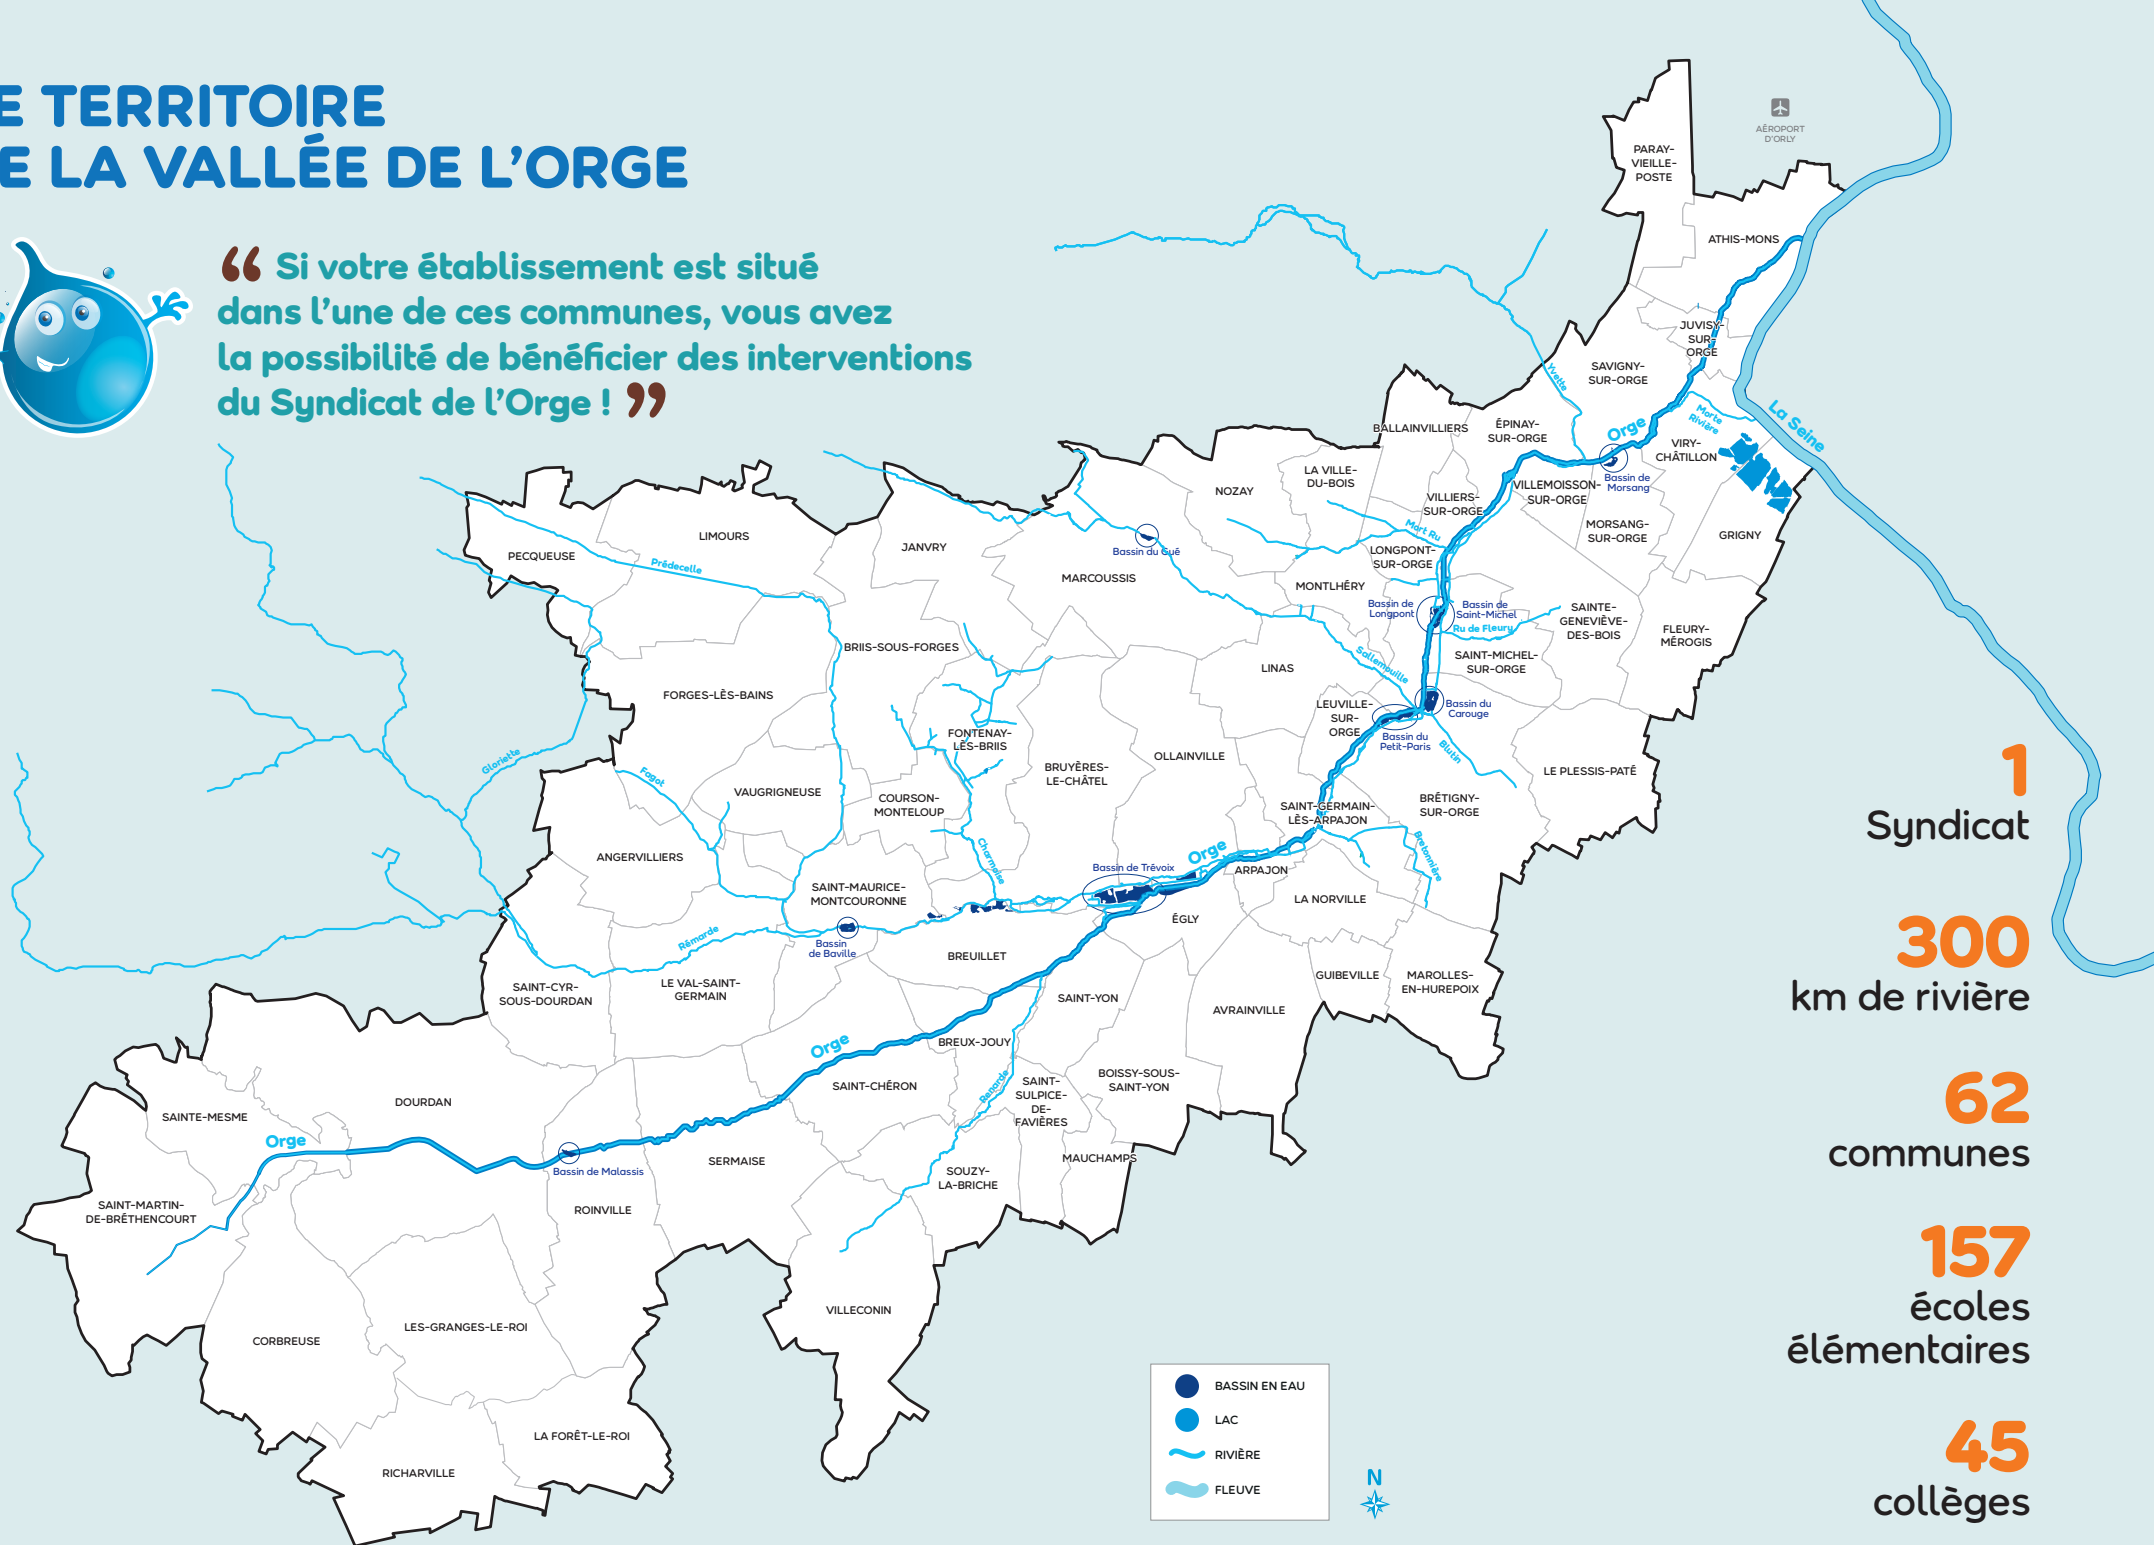 E TERRITOIRE
E LA VALLÉE DE L'ORGE
“ Si votre établissement est situé
dans l'une de ces communes, vous avez
la possibilité de bénéficier des interventions
du Syndicat de l'Orge ! ”
AÉROPORT
D'ORLY
PARAY-
VIEILLE-
POSTE
ATHIS-MONS
JUVISY-
SUR-
ORGE
SAVIGNY-
SUR-ORGE
Yvette
Orge
Morte
Rivière
La Seine
VIRY-
CHÂTILLON
BALLAINVILLIERS
ÉPINAY-
SUR-ORGE
LA VILLE-
DU-BOIS
NOZAY
VILLIERS-
SUR-ORGE
VILLEMOISSON-
SUR-ORGE
Bassin de
Morsang
MORSANG-
SUR-ORGE
GRIGNY
Mort Ru
LONGPONT-
SUR-ORGE
MONTLHÉRY
Bassin du Gué
MARCOUSSIS
JANVRY
LIMOURS
PECQUEUSE
Prédecelle
Bassin de
Longpont
Bassin de
Saint-Michel
Ru de Fleury
SAINTE-
GENEVIÈVE-
DES-BOIS
FLEURY-
MÉROGIS
SAINT-MICHEL-
SUR-ORGE
Sallemouille
LINAS
BRIIS-SOUS-FORGES
FORGES-LÈS-BAINS
LEUVILLE-
SUR-
ORGE
Bassin du
Carouge
Bassin du
Petit-Paris
Blutin
FONTENAY-
LÈS-BRIIS
OLLAINVILLE
BRUYÈRES-
LE-CHÂTEL
LE PLESSIS-PATÉ
Gloriette
Fagot
VAUGRIGNEUSE
COURSON-
MONTELOUP
SAINT-GERMAIN-
LÈS-ARPAJON
BRÉTIGNY-
SUR-ORGE
Bretonnière
ANGERVILLIERS
Charmoise
Orge
Bassin de Trévoix
ARPAJON
SAINT-MAURICE-
MONTCOURONNE
LA NORVILLE
ÉGLY
Rémarde
Bassin
de Baville
BREUILLET
SAINT-CYR-
SOUS-DOURDAN
LE VAL-SAINT-
GERMAIN
SAINT-YON
AVRAINVILLE
GUIBEVILLE
MAROLLES-
EN-HUREPOIX
Orge
BREUX-JOUY
SAINT-CHÉRON
Renarde
SAINT-
SULPICE-
DE-
FAVIÈRES
BOISSY-SOUS-
SAINT-YON
DOURDAN
SAINTE-MESME
Orge
Bassin de Malassis
SERMAISE
MAUCHAMPS
SOUZY-
LA-BRICHE
SAINT-MARTIN-
DE-BRÉTHENCOURT
ROINVILLE
VILLECONIN
LES-GRANGES-LE-ROI
CORBREUSE
LA FORÊT-LE-ROI
RICHARVILLE
BASSIN EN EAU
LAC
RIVIÈRE
FLEUVE
N
1
Syndicat
300
km de rivière
62
communes
157
écoles
élémentaires
45
collèges